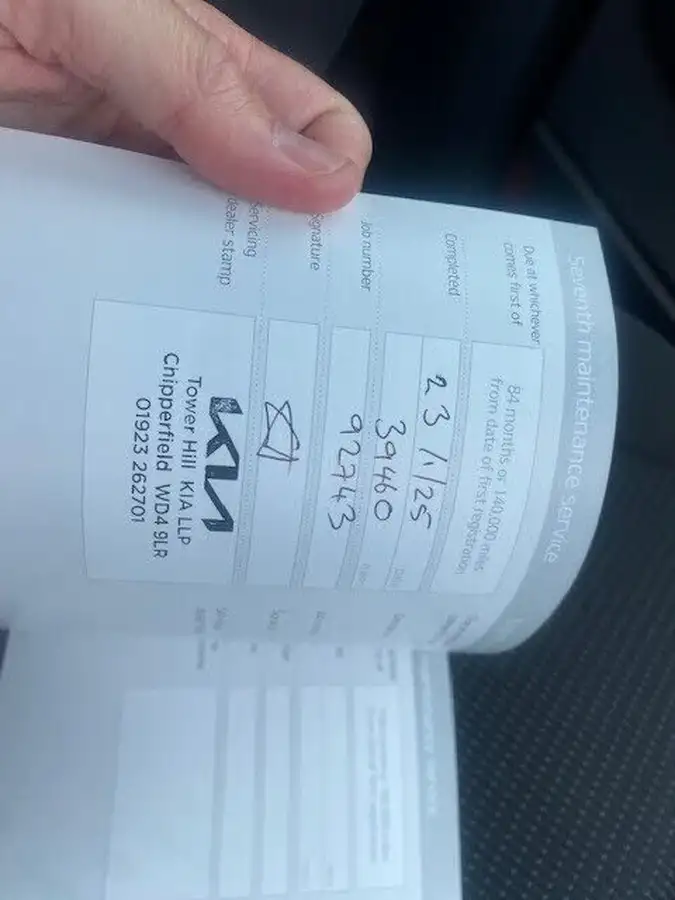 Seventh maintenance service
Due at whichever
comes first of
84 months or 140,000 miles
from date of first registration
Completed
23/1/25
39460
Job number
92743
Signature
Servicing
dealer stamp
KIA
Tower Hill KIA LLP
Chipperfield WD4 9LR
01923 262701